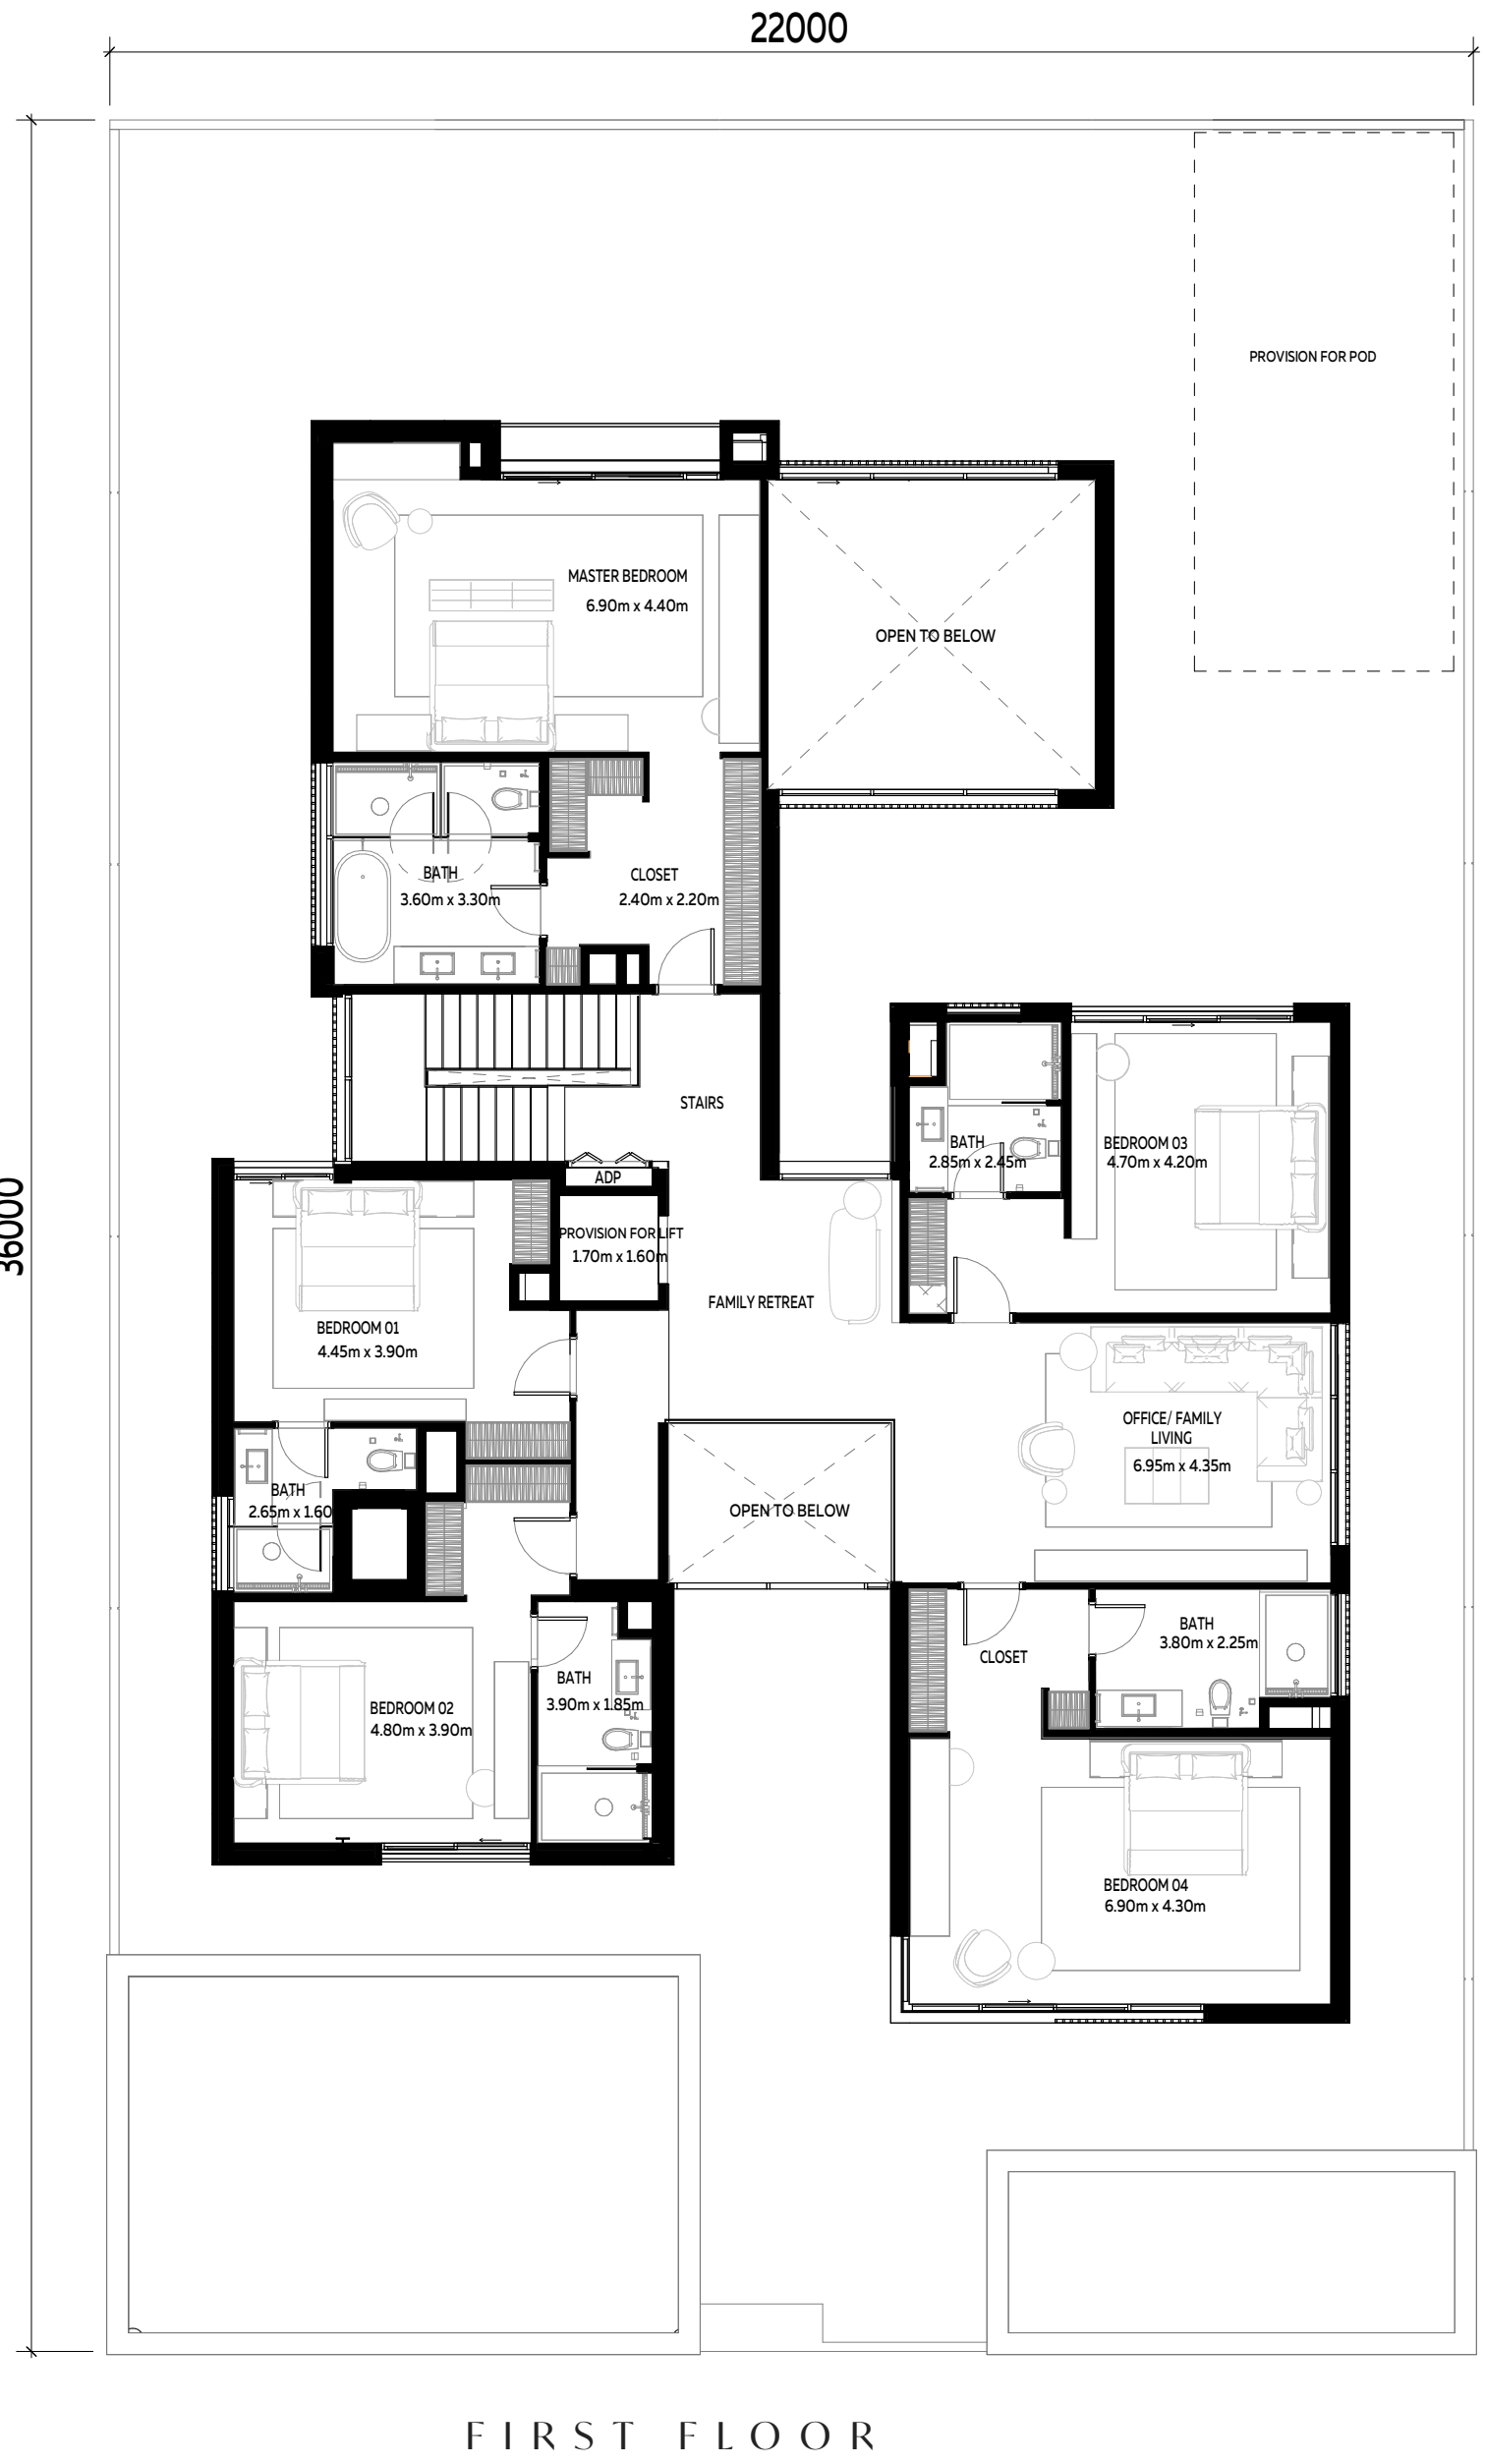 22000
36000
PROVISION FOR POD
MASTER BEDROOM
6.90m x 4.40m
OPEN TO BELOW
BATH
3.60m x 3.30m
CLOSET
2.40m x 2.20m
STAIRS
BATH
2.85m x 2.45m
BEDROOM 03
4.70m x 4.20m
ADP
PROVISION FOR LIFT
1.70m x 1.60m
FAMILY RETREAT
BEDROOM 01
4.45m x 3.90m
OFFICE/ FAMILY
LIVING
6.95m x 4.35m
BATH
2.65m x 1.60
OPEN TO BELOW
BATH
3.80m x 2.25m
CLOSET
BATH
3.90m x 1.85m
BEDROOM 02
4.80m x 3.90m
BEDROOM 04
6.90m x 4.30m
FIRST FLOOR